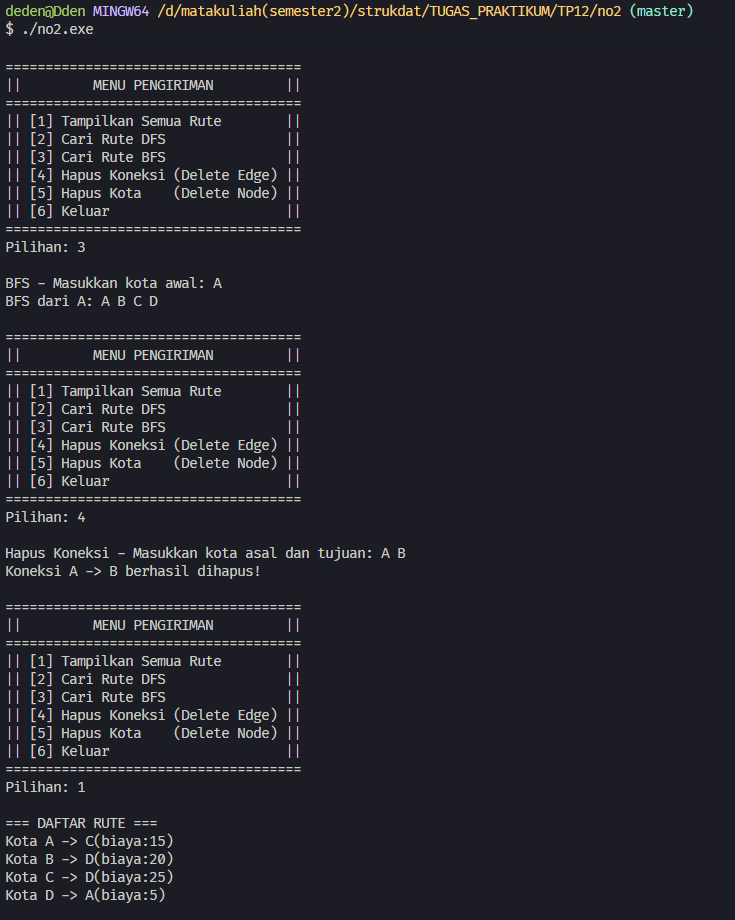 deden@Dden MINGW64 /d/matakuliah(semester2)/strukdat/TUGAS_PRAKTIKUM/TP12/no2 (master)
$ ./no2.exe

=====================================
||         MENU PENGIRIMAN         ||
=====================================
|| [1] Tampilkan Semua Rute        ||
|| [2] Cari Rute DFS               ||
|| [3] Cari Rute BFS               ||
|| [4] Hapus Koneksi (Delete Edge) ||
|| [5] Hapus Kota    (Delete Node) ||
|| [6] Keluar                      ||
=====================================
Pilihan: 3

BFS - Masukkan kota awal: A
BFS dari A: A B C D

=====================================
||         MENU PENGIRIMAN         ||
=====================================
|| [1] Tampilkan Semua Rute        ||
|| [2] Cari Rute DFS               ||
|| [3] Cari Rute BFS               ||
|| [4] Hapus Koneksi (Delete Edge) ||
|| [5] Hapus Kota    (Delete Node) ||
|| [6] Keluar                      ||
=====================================
Pilihan: 4

Hapus Koneksi - Masukkan kota asal dan tujuan: A B
Koneksi A -> B berhasil dihapus!

=====================================
||         MENU PENGIRIMAN         ||
=====================================
|| [1] Tampilkan Semua Rute        ||
|| [2] Cari Rute DFS               ||
|| [3] Cari Rute BFS               ||
|| [4] Hapus Koneksi (Delete Edge) ||
|| [5] Hapus Kota    (Delete Node) ||
|| [6] Keluar                      ||
=====================================
Pilihan: 1

=== DAFTAR RUTE ===
Kota A -> C(biaya:15)
Kota B -> D(biaya:20)
Kota C -> D(biaya:25)
Kota D -> A(biaya:5)